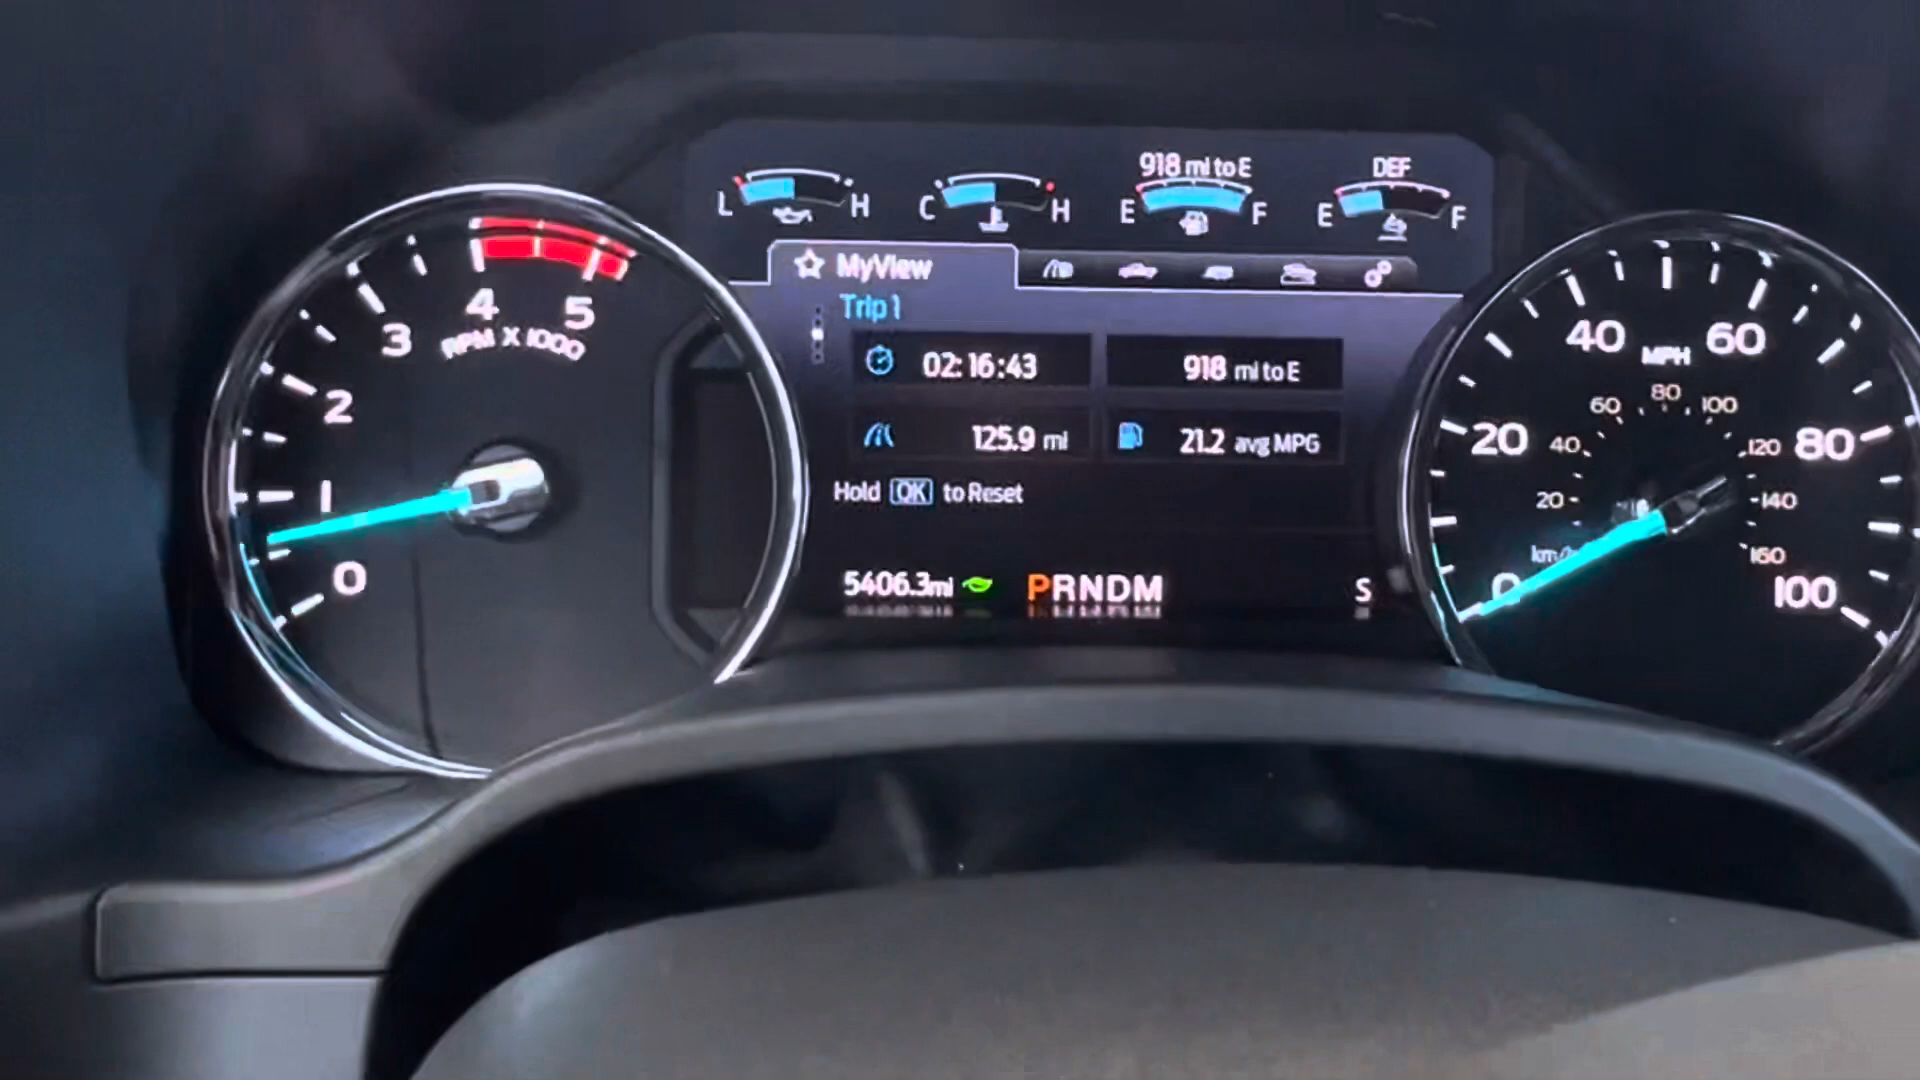 918 mi to E
DEF
L H
C H
E F
E F
MyView
Trip 1
02:16:43
918 mi to E
125.9 mi
21.2 avg MPG
Hold OK to Reset
5406.3mi
PRNDM
S
0
1
2
3
4
5
RPM X 1000
0
20
40
60
80
100
MPH
20
40
60
80
100
120
140
160